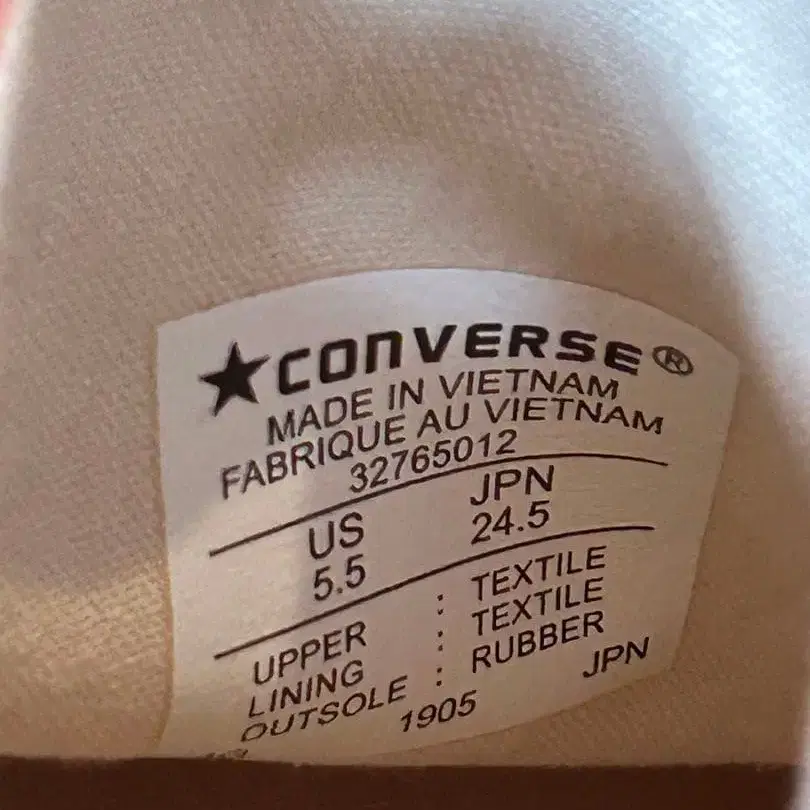 ★CONVERSE®
MADE IN VIETNAM
FABRIQUE AU VIETNAM
32765012
US JPN
5.5 24.5
UPPER : TEXTILE
LINING : TEXTILE
OUTSOLE : RUBBER
1905 JPN